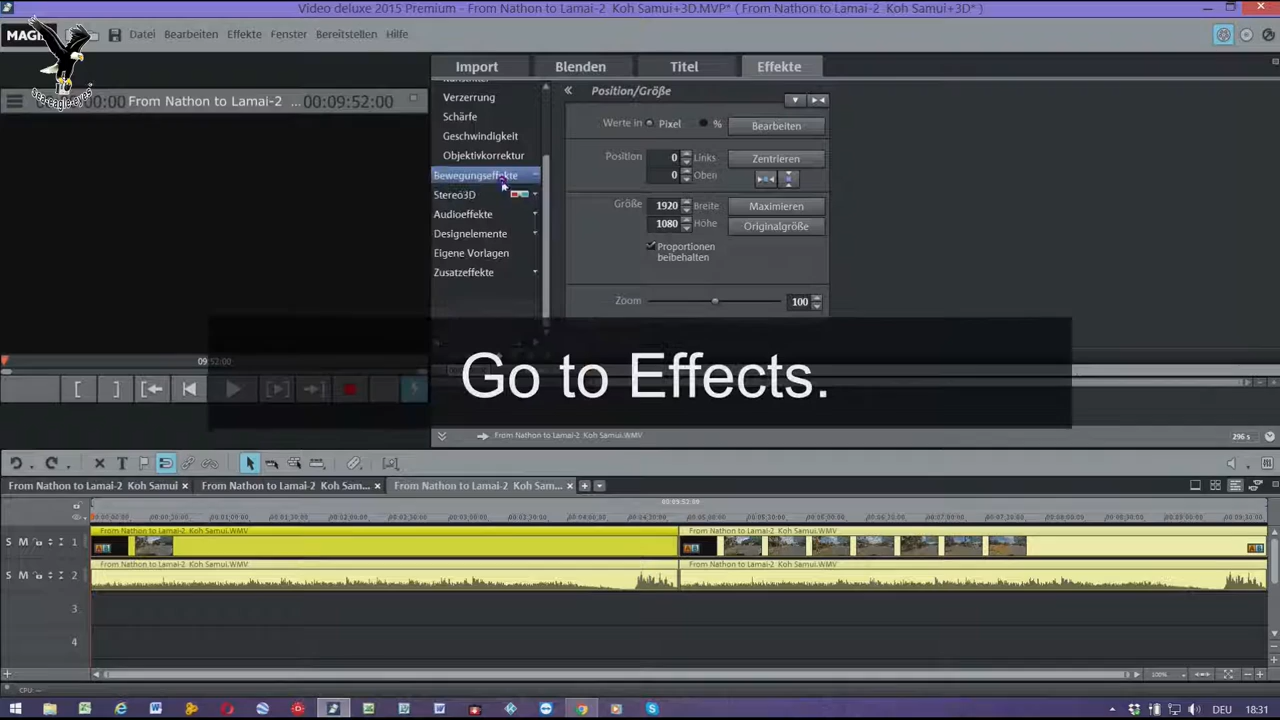 Video deluxe 2015 Premium - From Nathon to Lamai-2 Koh Samui+3D.MVP* ( From Nathon to Lamai-2 Koh Samui+3D* )
Datei Bearbeiten Effekte Fenster Bereitstellen Hilfe
From Nathon to Lamai-2 ... 00:09:52:00
Import Blenden Titel Effekte
Verzerrung
Schärfe
Geschwindigkeit
Objektivkorrektur
Bewegungseffekte
Stereo3D
Audioeffekte
Designelemente
Eigene Vorlagen
Zusatzeffekte
Position/Größe
Werte in Pixel % Bearbeiten
Position 0 Links Zentrieren
0 Oben
Größe 1920 Breite Maximieren
1080 Höhe Originalgröße
Proportionen
beibehalten
Zoom 100
09:52:00
Go to Effects.
From Nathon to Lamai-2 Koh Samui.WMV
296 s
From Nathon to Lamai-2 Koh Samui From Nathon to Lamai-2 Koh Sam... From Nathon to Lamai-2 Koh Sam...
00:09:52:00
From Nathon to Lamai-2 Koh Samui.WMV From Nathon to Lamai-2 Koh Samui.WMV
S M 1
From Nathon to Lamai-2 Koh Samui.WMV From Nathon to Lamai-2 Koh Samui.WMV
S M 2
3
4
100%
CPU: --
DEU 18:31